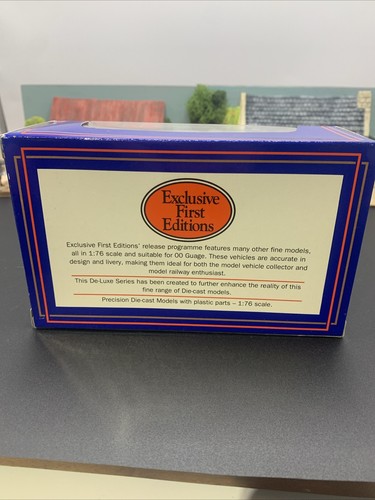 Exclusive
First
Editions
Exclusive First Editions' release programme features many other fine models,
all in 1:76 scale and suitable for 00 Guage. These vehicles are accurate in
design and livery, making them ideal for both the model vehicle collector and
model railway enthusiast.
This De-Luxe Series has been created to further enhance the reality of this
fine range of Die-cast models.
Precision Die-cast Models with plastic parts – 1:76 scale.